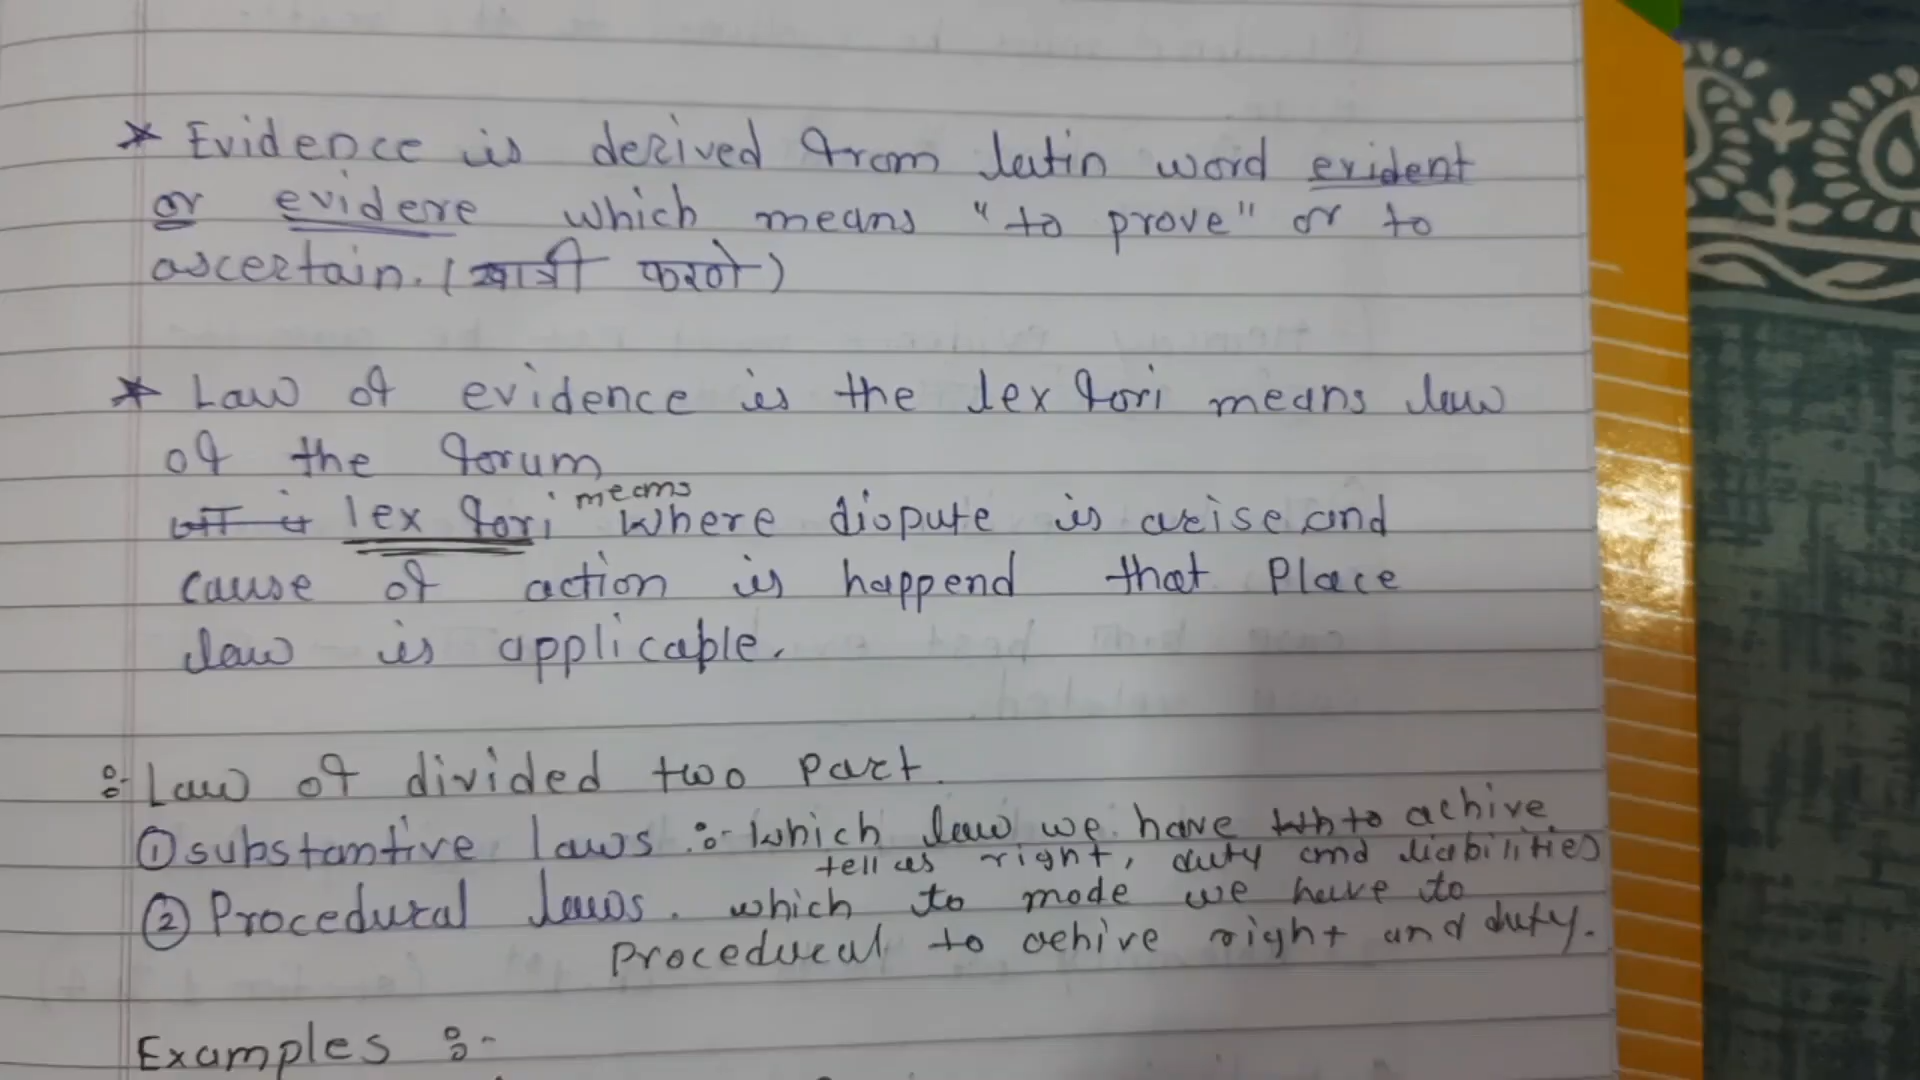 * Evidence is derived from latin word evident
or evidere which means "to prove" or to
ascertain. (खात्री करणे)
* Law of evidence is the lex fori means law
of the forum
lex fori means where dispute is arise and
cause of action is happend that Place
law is applicable.
:- Law of divided two part.
① substantive laws :- which law we have to achive
tell us right, duty and liabilities
② Procedural laws. which to mode we have to
Procedural to achive right and duty.
Examples :-